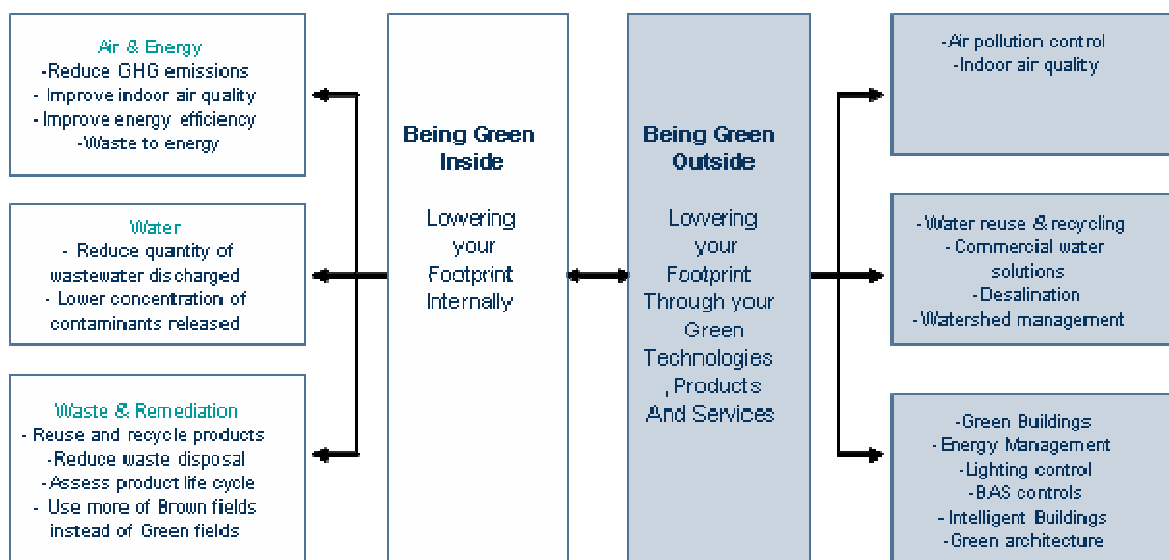 Air & Energy
-Reduce GHG emissions
- Improve indoor air quality
- Improve energy efficiency
-Waste to energy
Water
- Reduce quantity of
wastewater discharged
- Lower concentration of
contaminants released
Waste & Remediation
- Reuse and recycle products
-Reduce waste disposal
-Assess product life cycle
- Use more of Brown fields
instead of Green fields
Being Green
Inside
Lowering
your
Footprint
Internally
Being Green
Outside
Lowering
your
Footprint
Through your
Green
Technologies
, Products
And Services
-Air pollution control
-Indoor air quality
-Water reuse & recycling
-Commercial water
solutions
-Desalination
-Watershed management
-Green Buildings
-Energy Management
-Lighting control
-BAS controls
-Intelligent Buildings
-Green architecture